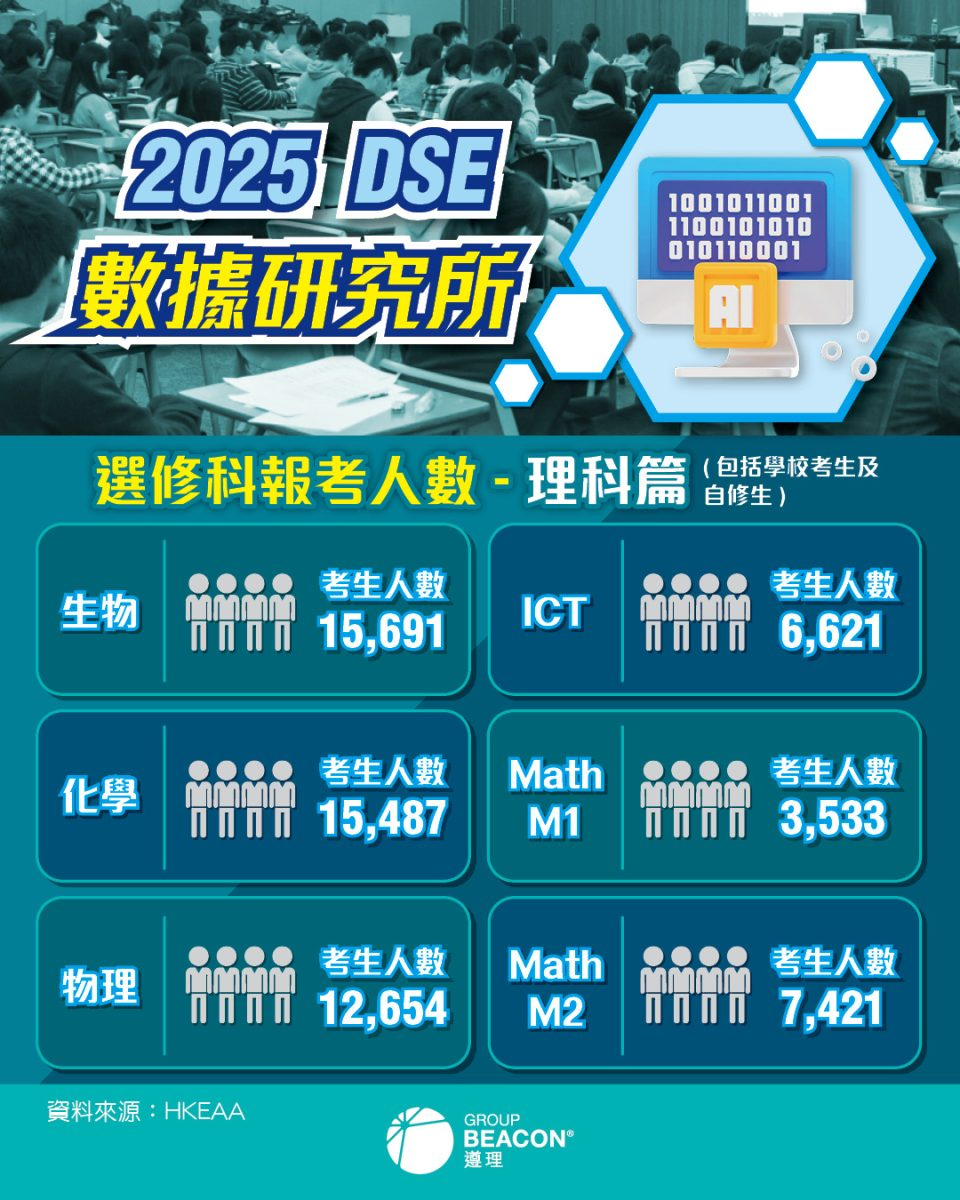 2025 DSE
數據研究所
1001011001
1100101010
010110001
AI
選修科報考人數 - 理科篇 (包括學校考生及
自修生)
生物
考生人數
15,691
ICT
考生人數
6,621
化學
考生人數
15,487
Math
M1
考生人數
3,533
物理
考生人數
12,654
Math
M2
考生人數
7,421
資料來源：HKEAA
GROUP
BEACON®
遵理